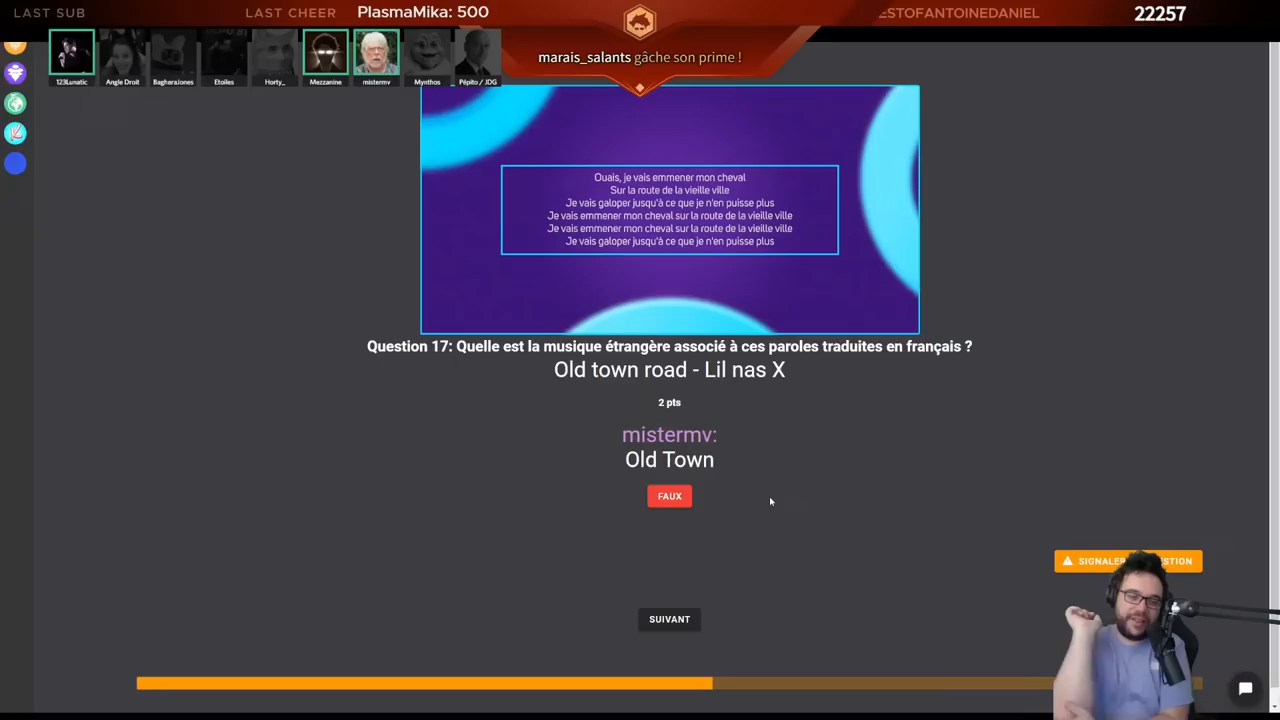 LAST SUB
LAST CHEER
PlasmaMika: 500
ESTOFANTOINEDANIEL
22257
marais_salants gâche son prime !
123Lunatic
Angle Droit
BagheraJones
Etoiles
Horty_
Mezzanine
mistermv
Mynthos
Pépito / JDG
Ouais, je vais emmener mon cheval
Sur la route de la vieille ville
Je vais galoper jusqu'à ce que je n'en puisse plus
Je vais emmener mon cheval sur la route de la vieille ville
Je vais emmener mon cheval sur la route de la vieille ville
Je vais galoper jusqu'à ce que je n'en puisse plus
Question 17: Quelle est la musique étrangère associé à ces paroles traduites en français ?
Old town road - Lil nas X
2 pts
mistermv:
Old Town
FAUX
SIGNALER ESTION
SUIVANT